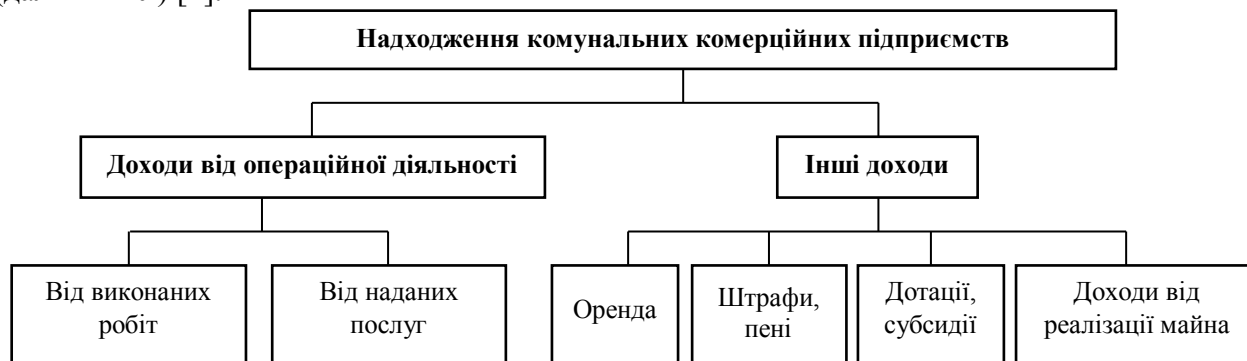 Надходження комунальних комерційних підприємств
Доходи від операційної діяльності
Інші доходи
Від виконаних
робіт
Від наданих
послуг
Оренда
Штрафи,
пені
Дотації,
субсидії
Доходи від
реалізації майна